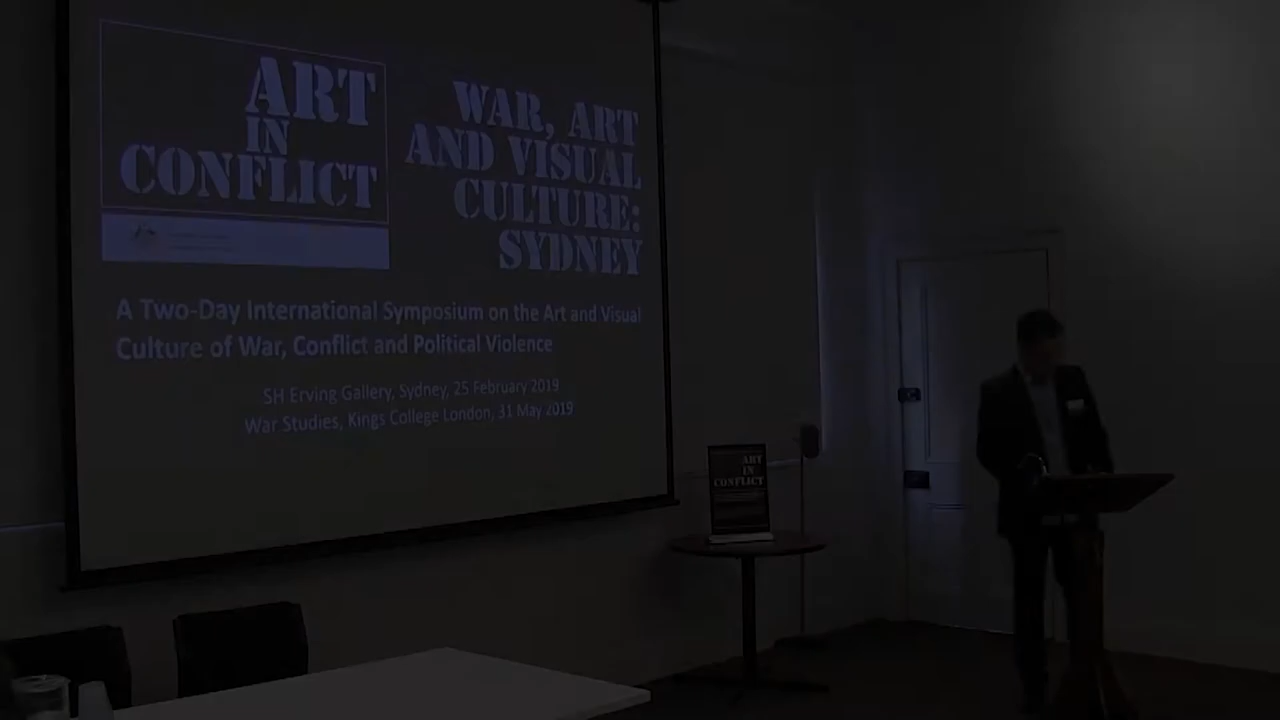 ART
IN
CONFLICT
WAR, ART
AND VISUAL
CULTURE:
SYDNEY
A Two-Day International Symposium on the Art and Visual
Culture of War, Conflict and Political Violence
SH Erving Gallery, Sydney, 25 February 2019
War Studies, Kings College London, 31 May 2019
ART
IN
CONFLICT